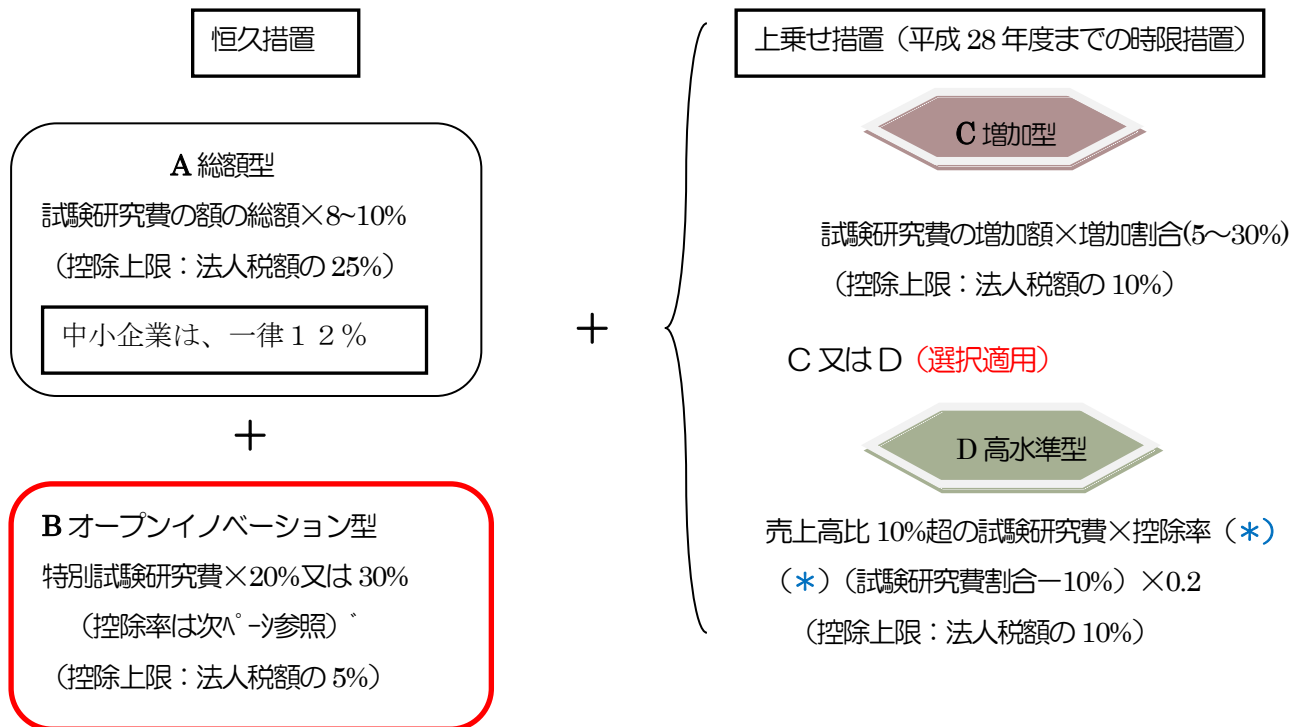 恒久措置
A 総額型
試験研究費の額の総額×8~10%
（控除上限：法人税額の 25%）
中小企業は、一律１２％
＋
B オープンイノベーション型
特別試験研究費×20%又は 30%
（控除率は次ﾍﾟｰｼ参照）ﾞ
（控除上限：法人税額の 5%）
＋
上乗せ措置（平成 28 年度までの時限措置）
C 増加型
試験研究費の増加額×増加割合(5～30%)
（控除上限：法人税額の 10%）
C 又は D（選択適用）
D 高水準型
売上高比 10%超の試験研究費×控除率（＊）
（＊）（試験研究費割合ー10%）×0.2
（控除上限：法人税額の 10%）